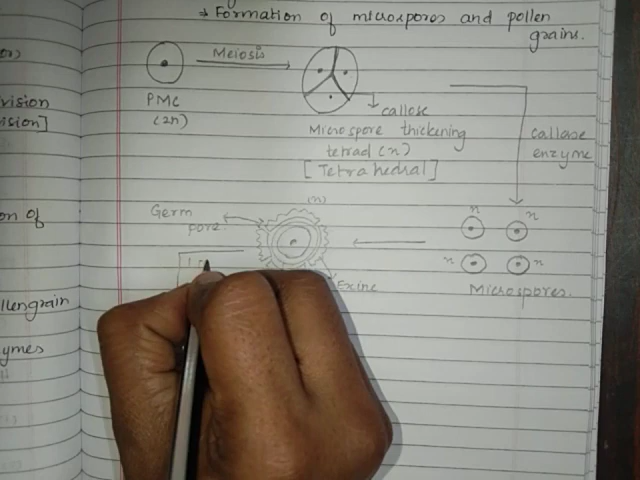 → Formation of microspores and pollen
grains.
Meiosis
PMC
(2n)
callose
Microspore thickening
tetrad (n)
[Tetrahedral]
callase
enzyme
n
n
n
n
Microspores.
(n)
Germ
pore
Exine
vision
ision]
on of
llengrain
ymes